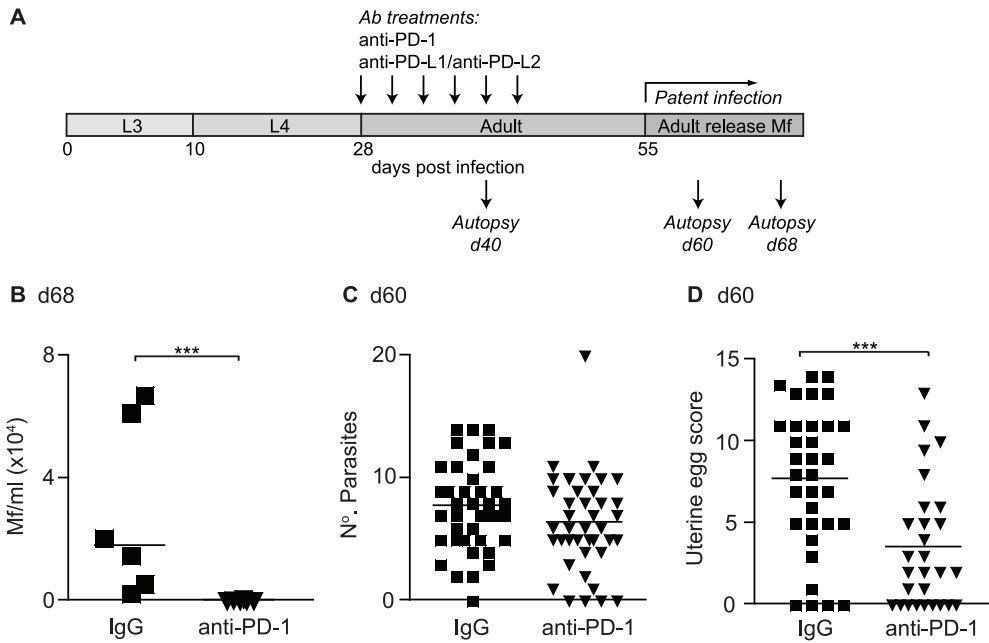 A
Ab treatments:
anti-PD-1
anti-PD-L1/anti-PD-L2
Patent infection
L3 L4 Adult Adult release Mf
0 10 28 55
days post infection
Autopsy d40
Autopsy d60
Autopsy d68
B d68
***
8
4
0
Mf/ml (x10⁴)
IgG anti-PD-1
C d60
20
10
0
Nº. Parasites
IgG anti-PD-1
D d60
***
15
10
5
0
Uterine egg score
IgG anti-PD-1